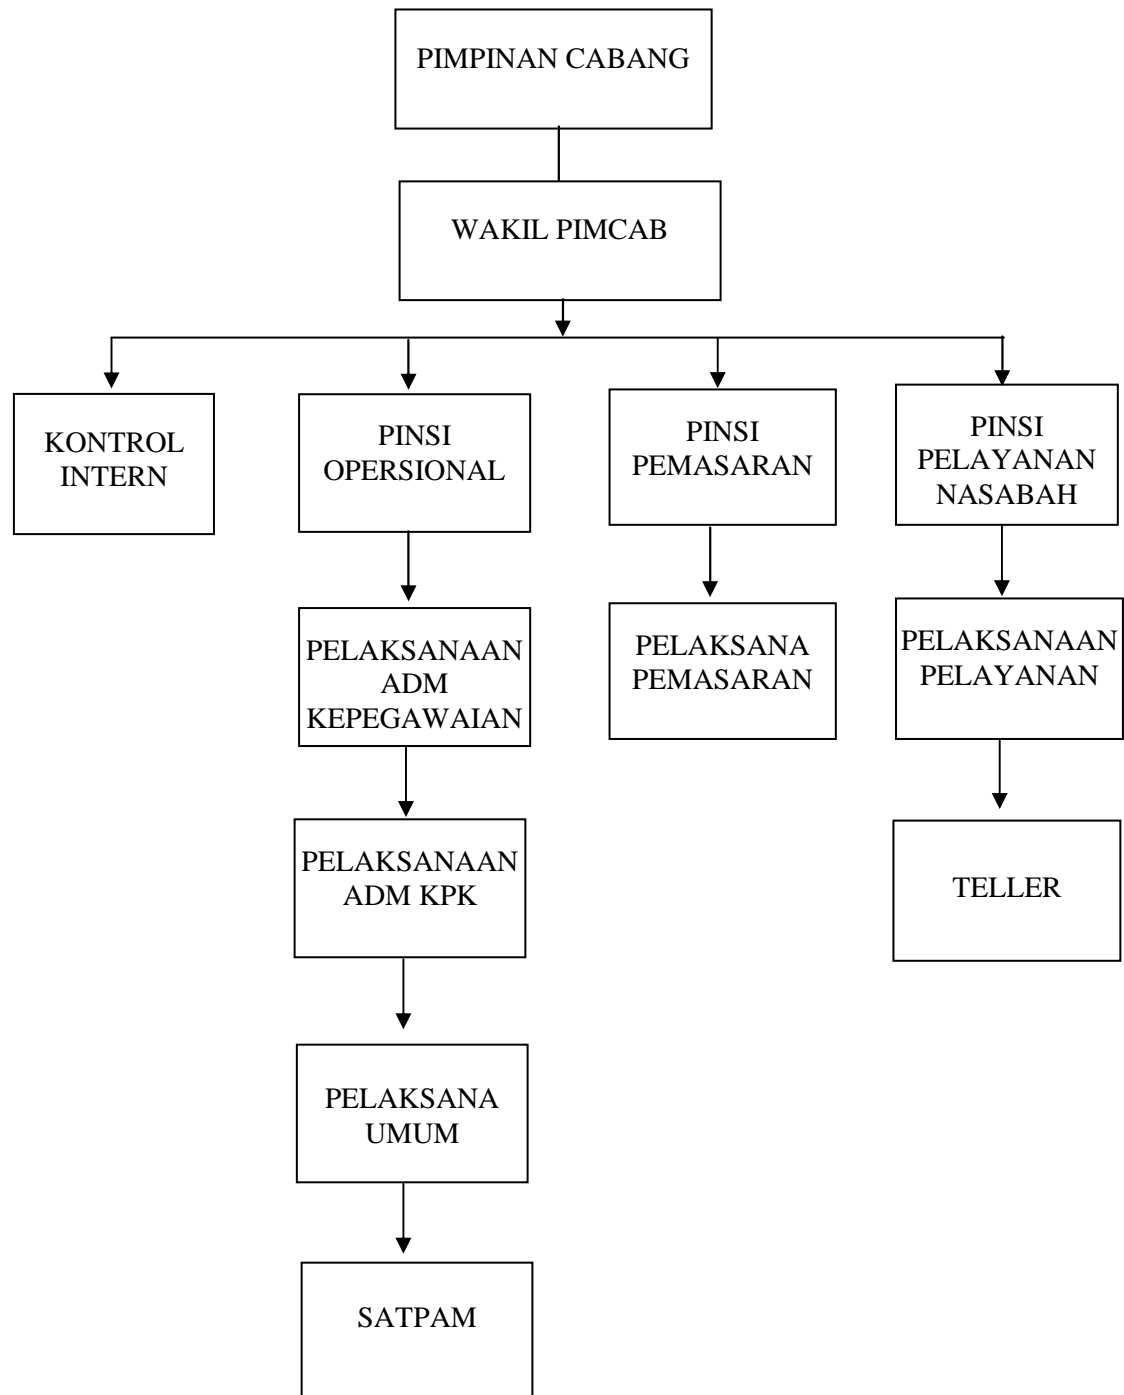 PIMPINAN CABANG
WAKIL PIMCAB
KONTROL
INTERN
PINSI
OPERSIONAL
PINSI
PEMASARAN
PINSI
PELAYANAN
NASABAH
PELAKSANAAN
ADM
KEPEGAWAIAN
PELAKSANA
PEMASARAN
PELAKSANAAN
PELAYANAN
PELAKSANAAN
ADM KPK
TELLER
PELAKSANA
UMUM
SATPAM